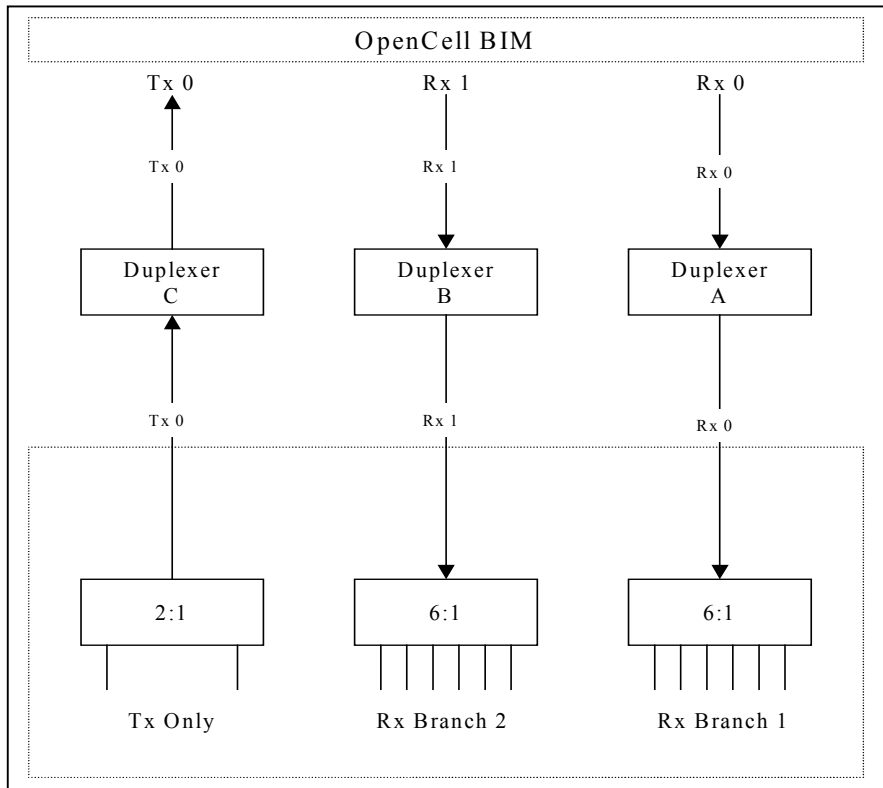 OpenCell BIM
Tx 0 Rx 1 Rx 0
Tx 0 Rx 1 Rx 0
Duplexer C
Duplexer B
Duplexer A
Tx 0 Rx 1 Rx 0
2:1 6:1 6:1
Tx Only Rx Branch 2 Rx Branch 1